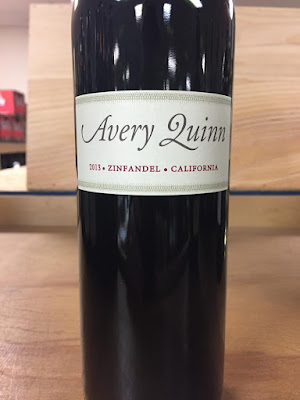 Avery Quinn
2013 • ZINFANDEL • CALIFORNIA